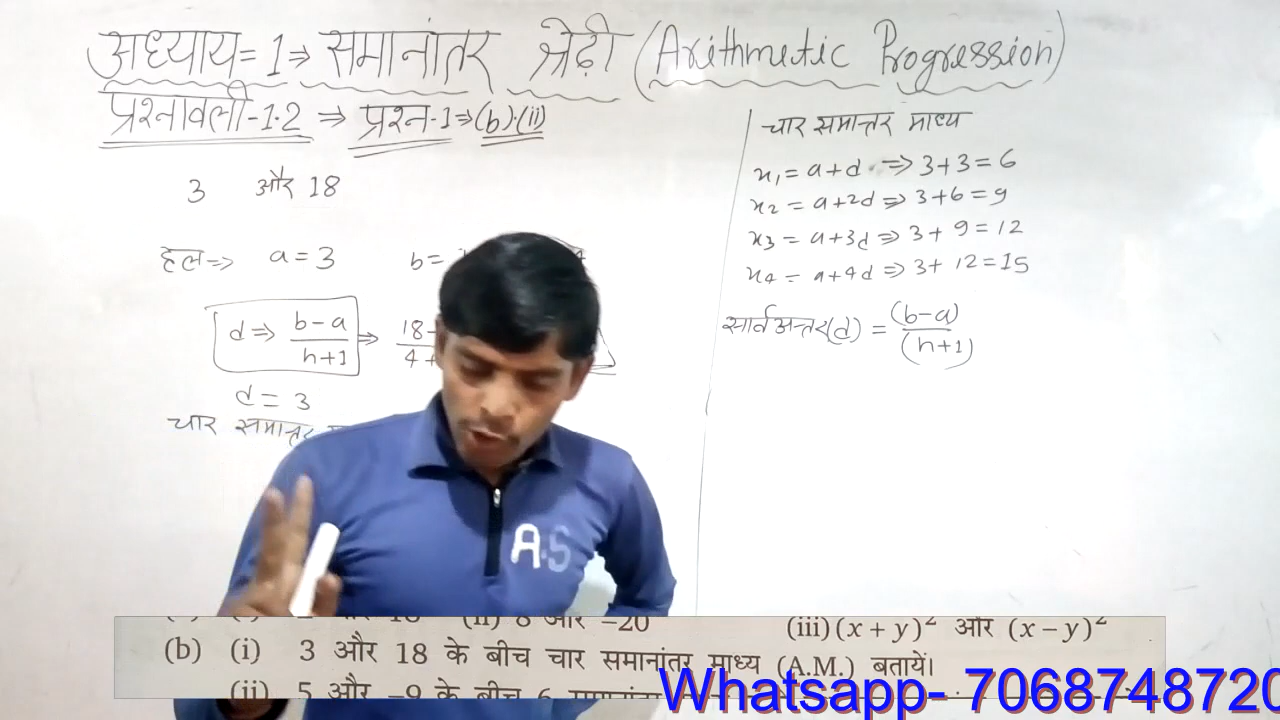 अध्याय= 1 ⇒ समानांतर श्रेढ़ी (Arithmetic Progression)
प्रश्नावली-1.2 ⇒ प्रश्न-1⇒(b).(ii)
3 और 18
हल⇒ a = 3 b=
d ⇒ b-a / n+1 ⇒ 18- / 4+
d = 3
चार समान्तर
चार समान्तर माध्य
x₁ = a+d ⇒ 3+3 = 6
x₂ = a+2d ⇒ 3+6 = 9
x₃ = a+3d ⇒ 3+ 9 = 12
x₄ = a+4d ⇒ 3+ 12 = 15
सार्वअन्तर(d) = (b-a) / (n+1)
A.S
(ii) 8 और –20 (iii) (x + y)² और (x – y)²
(b) (i) 3 और 18 के बीच चार समानांतर माध्य (A.M.) बतायें।
(ii) 5 और –9 के बीच 6
Whatsapp- 7068748720